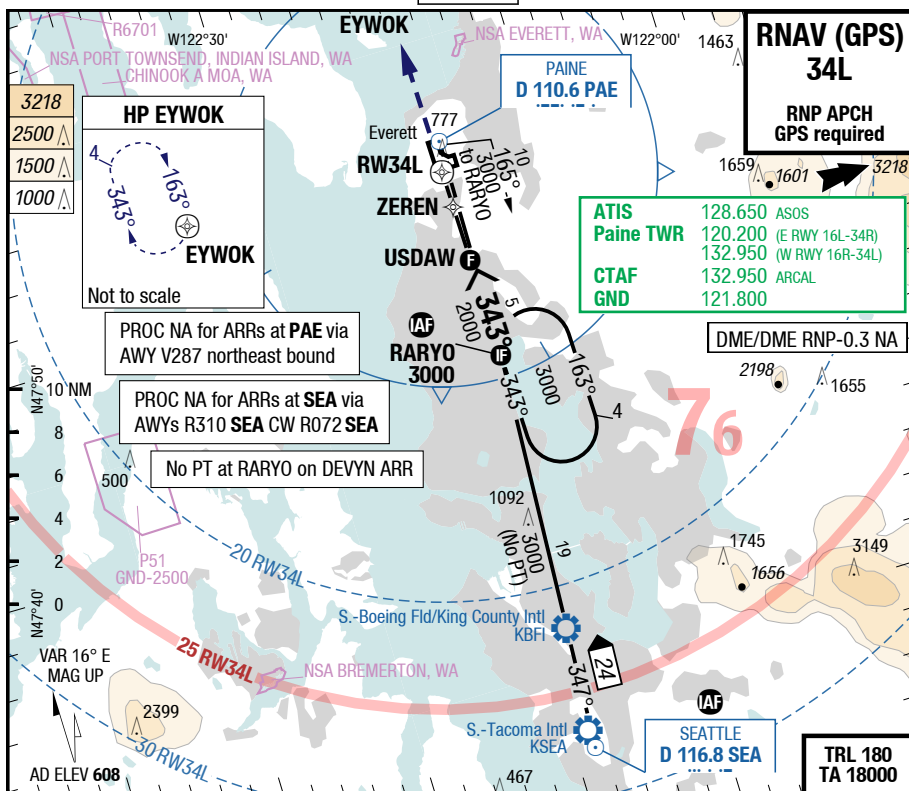 R6701
W122°30'
EYWOK
NSA EVERETT, WA
W122°00'
1463
RNAV (GPS)
34L
RNP APCH
GPS required
NSA PORT TOWNSEND, INDIAN ISLAND, WA
CHINOOK A MOA, WA
PAINE
D 110.6 PAE
3218
2500
1500
1000
HP EYWOK
4
343°
163°
EYWOK
Not to scale
777
Everett
RW34L
10
165°
3000
to RARYO
1659
1601
3218
ZEREN
USDAW
F
ATIS 128.650 ASOS
Paine TWR 120.200 (E RWY 16L-34R)
132.950 (W RWY 16R-34L)
CTAF 132.950 ARCAL
GND 121.800
PROC NA for ARRs at PAE via
AWY V287 northeast bound
IAF
RARYO
3000
IF
343°
2000
5
163°
3000
343°
4
DME/DME RNP-0.3 NA
2198
1655
N47°50'
10 NM
8
6
4
2
0
N47°40'
PROC NA for ARRs at SEA via
AWYs R310 SEA CW R072 SEA
76
No PT at RARYO on DEVYN ARR
500
P51
GND-2500
1092
3000
(No PT)
19
1745
1656
3149
20 RW34L
S.-Boeing Fld/King County Intl
KBFI
25 RW34L
NSA BREMERTON, WA
24
347°
VAR 16° E
MAG UP
2399
S.-Tacoma Intl
KSEA
IAF
SEATTLE
D 116.8 SEA
30 RW34L
AD ELEV 608
467
TRL 180
TA 18000